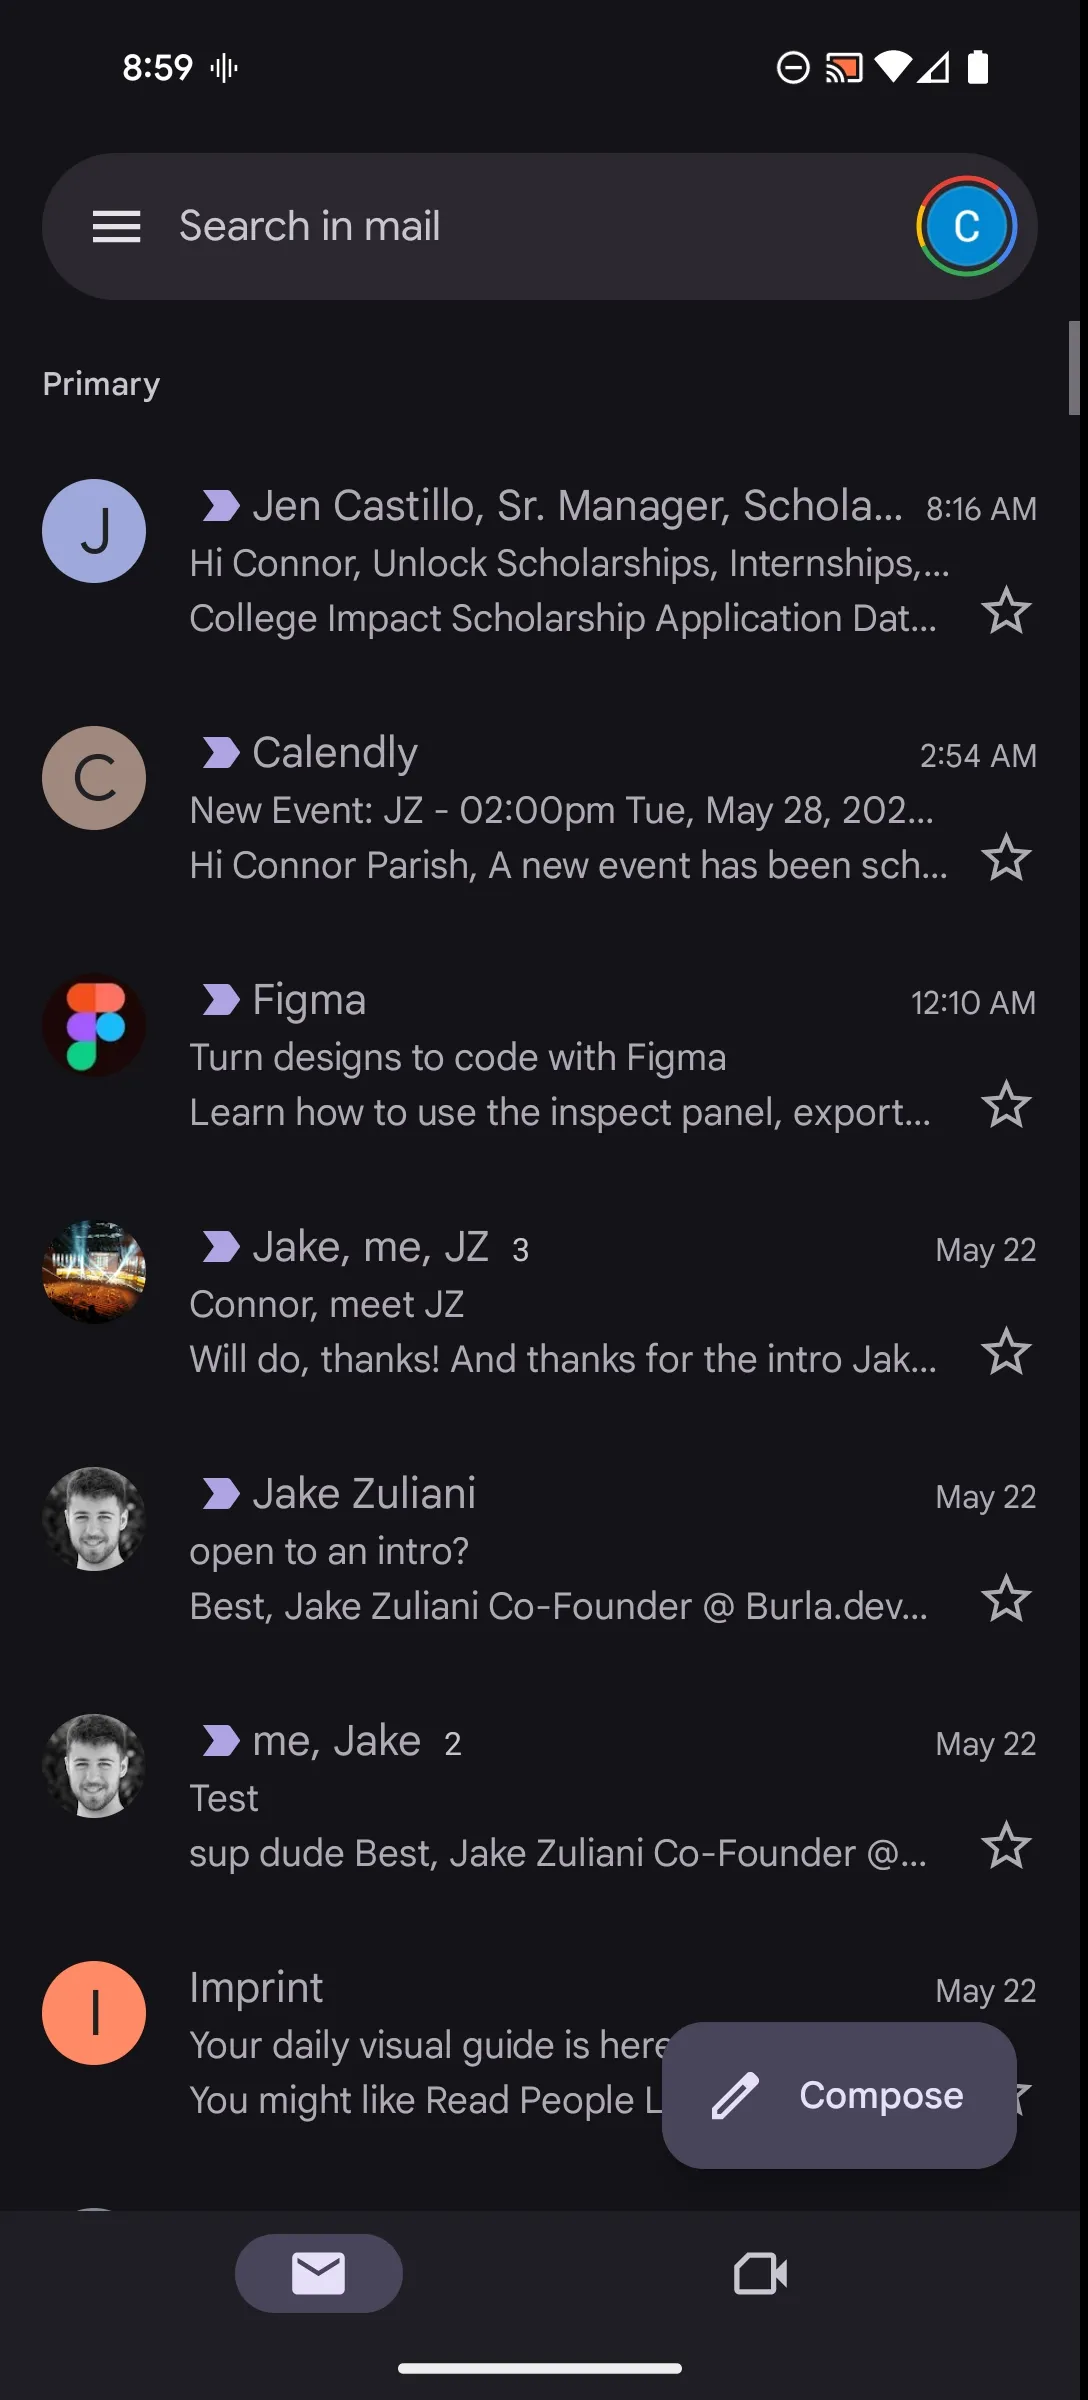 8:59
Search in mail
C
Primary
J
Jen Castillo, Sr. Manager, Schola... 8:16 AM
Hi Connor, Unlock Scholarships, Internships,...
College Impact Scholarship Application Dat...
C
Calendly 2:54 AM
New Event: JZ - 02:00pm Tue, May 28, 202...
Hi Connor Parish, A new event has been sch...
Figma 12:10 AM
Turn designs to code with Figma
Learn how to use the inspect panel, export...
Jake, me, JZ 3 May 22
Connor, meet JZ
Will do, thanks! And thanks for the intro Jak...
Jake Zuliani May 22
open to an intro?
Best, Jake Zuliani Co-Founder @ Burla.dev...
me, Jake 2 May 22
Test
sup dude Best, Jake Zuliani Co-Founder @...
I
Imprint May 22
Your daily visual guide is here
You might like Read People L
Compose